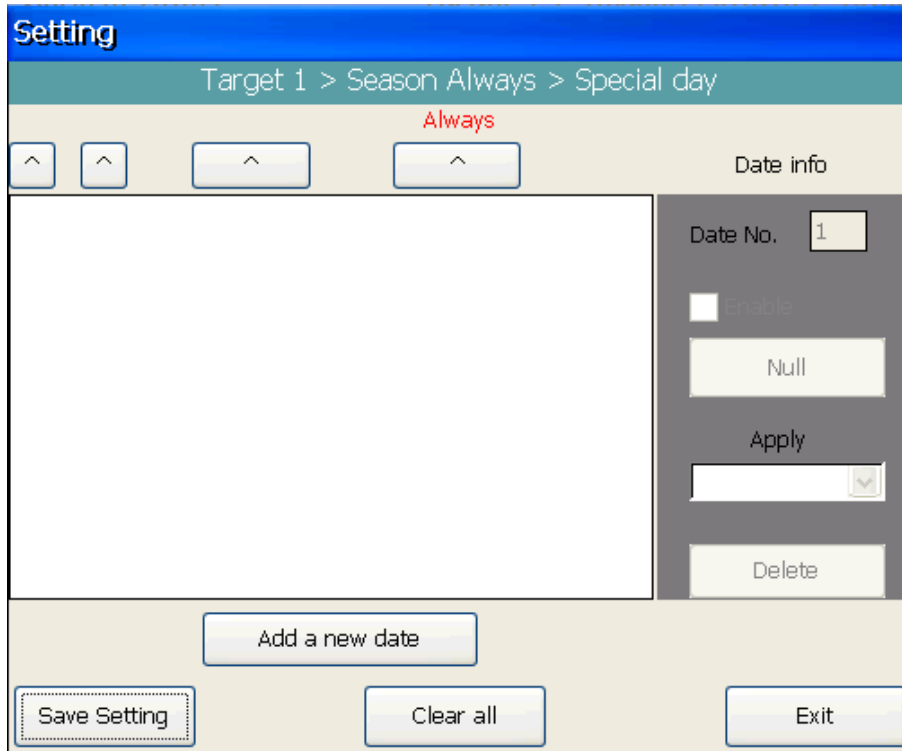 Setting
Target 1 > Season Always > Special day
Always
^ ^ ^ ^ Date info
Date No. 1
Enable
Null
Apply
Delete
Add a new date
Save Setting Clear all Exit